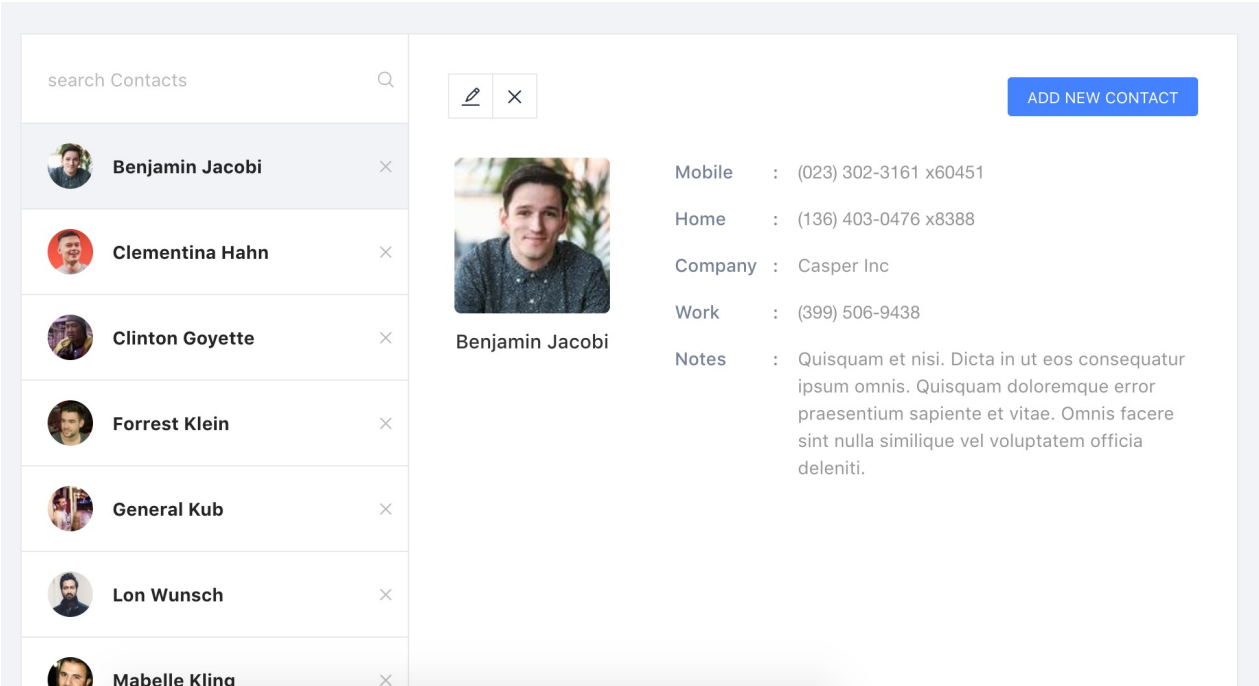 search Contacts
ADD NEW CONTACT
Benjamin Jacobi
Clementina Hahn
Clinton Goyette
Forrest Klein
General Kub
Lon Wunsch
Mabelle Kling
Benjamin Jacobi
Mobile : (023) 302-3161 x60451
Home : (136) 403-0476 x8388
Company : Casper Inc
Work : (399) 506-9438
Notes : Quisquam et nisi. Dicta in ut eos consequatur
ipsum omnis. Quisquam doloremque error
praesentium sapiente et vitae. Omnis facere
sint nulla similique vel voluptatem officia
deleniti.